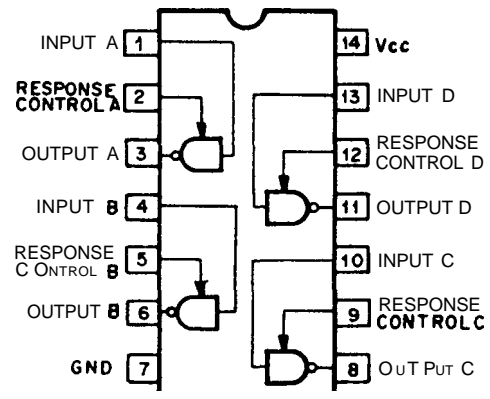 INPUT A 1
RESPONSE
CONTROL A 2
OUTPUT A 3
INPUT B 4
RESPONSE
CONTROL B 5
OUTPUT B 6
GND 7
14 Vcc
13 INPUT D
12 RESPONSE
CONTROL D
11 OUTPUT D
10 INPUT C
9 RESPONSE
CONTROL C
8 OUTPUT C